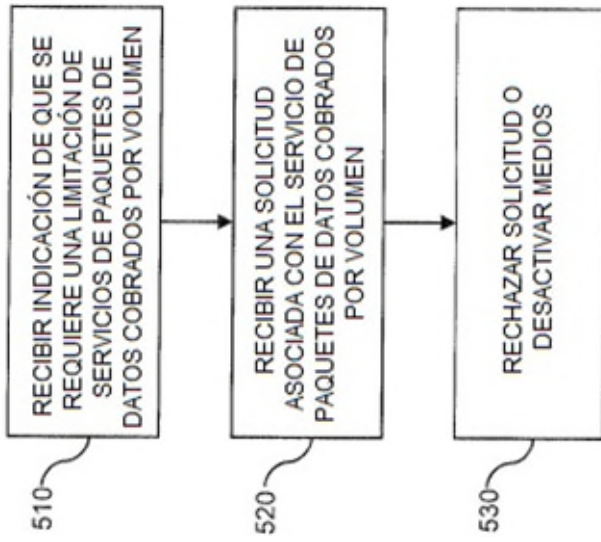 510
RECIBIR INDICACIÓN DE QUE SE
REQUIERE UNA LIMITACIÓN DE
SERVICIOS DE PAQUETES DE
DATOS COBRADOS POR VOLUMEN
520
RECIBIR UNA SOLICITUD
ASOCIADA CON EL SERVICIO DE
PAQUETES DE DATOS COBRADOS
POR VOLUMEN
530
RECHAZAR SOLICITUD O
DESACTIVAR MEDIOS